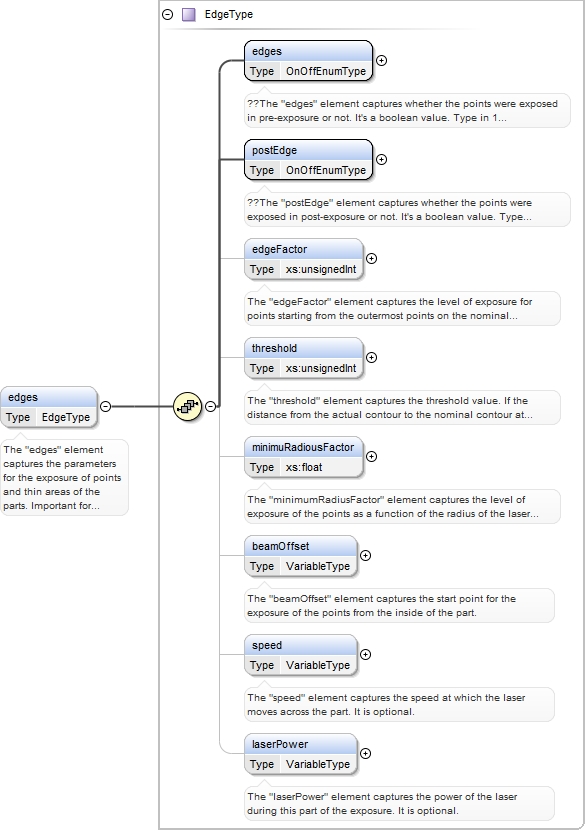 EdgeType
edges
Type OnOffEnumType
??The "edges" element captures whether the points were exposed
in pre-exposure or not. It's a boolean value. Type in 1...
postEdge
Type OnOffEnumType
??The "postEdge" element captures whether the points were
exposed in post-exposure or not. It's a boolean value. Type...
edgeFactor
Type xs:unsignedInt
The "edgeFactor" element captures the level of exposure for
points starting from the outermost points on the nominal...
threshold
Type xs:unsignedInt
The "threshold" element captures the threshold value. If the
distance from the actual contour to the nominal contour at...
edges
Type EdgeType
The "edges" element
captures the parameters
for the exposure of points
and thin areas of the
parts. Important for...
minimuRadiousFactor
Type xs:float
The "minimumRadiusFactor" element captures the level of
exposure of the points as a function of the radius of the laser...
beamOffset
Type VariableType
The "beamOffset" element captures the start point for the
exposure of the points from the inside of the part.
speed
Type VariableType
The "speed" element captures the speed at which the laser
moves across the part. It is optional.
laserPower
Type VariableType
The "laserPower" element captures the power of the laser
during this part of the exposure. It is optional.